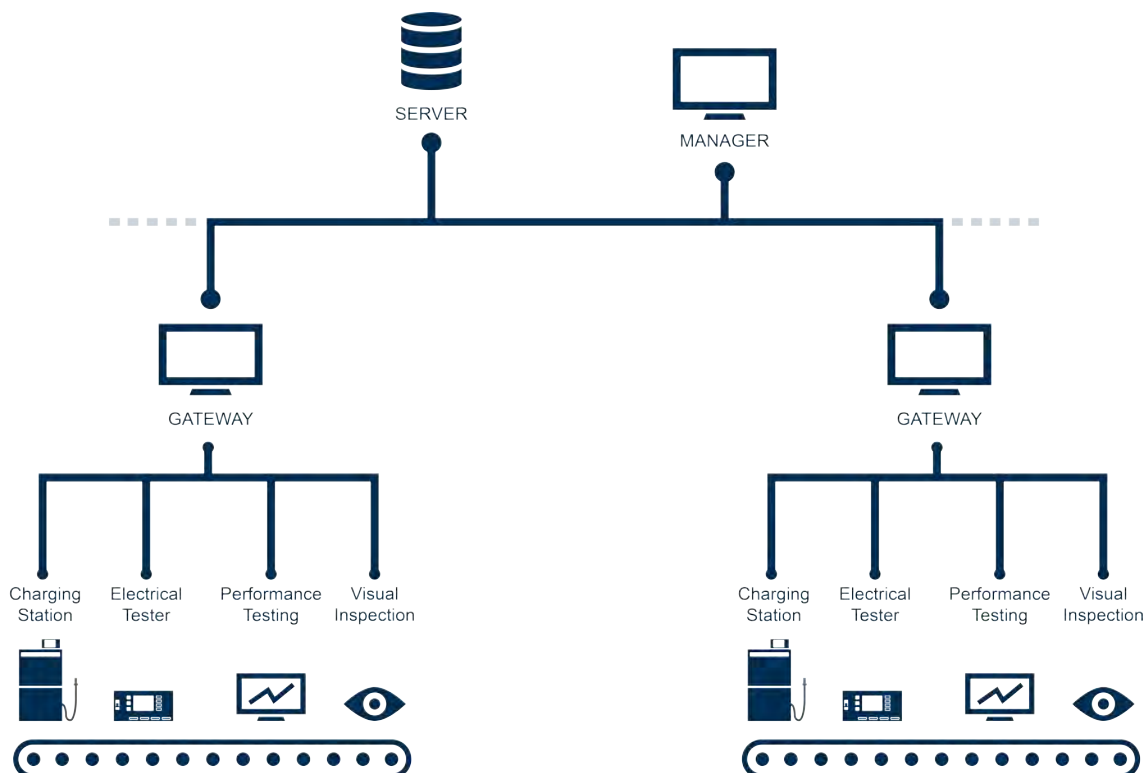 SERVER
MANAGER
GATEWAY
GATEWAY
Charging
Station
Electrical
Tester
Performance
Testing
Visual
Inspection
Charging
Station
Electrical
Tester
Performance
Testing
Visual
Inspection